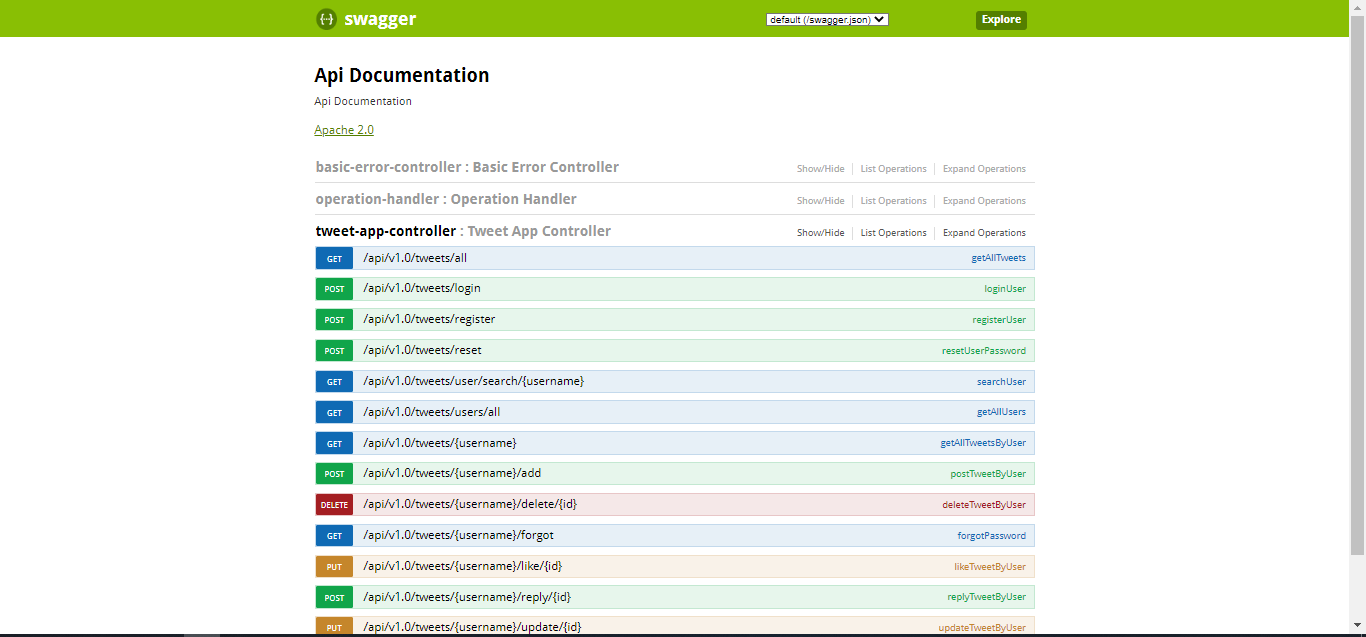 {···} swagger default (/swagger.json) Explore
Api Documentation
Api Documentation
Apache 2.0
basic-error-controller : Basic Error Controller Show/Hide List Operations Expand Operations
operation-handler : Operation Handler Show/Hide List Operations Expand Operations
tweet-app-controller : Tweet App Controller Show/Hide List Operations Expand Operations
GET /api/v1.0/tweets/all getAllTweets
POST /api/v1.0/tweets/login loginUser
POST /api/v1.0/tweets/register registerUser
POST /api/v1.0/tweets/reset resetUserPassword
GET /api/v1.0/tweets/user/search/{username} searchUser
GET /api/v1.0/tweets/users/all getAllUsers
GET /api/v1.0/tweets/{username} getAllTweetsByUser
POST /api/v1.0/tweets/{username}/add postTweetByUser
DELETE /api/v1.0/tweets/{username}/delete/{id} deleteTweetByUser
GET /api/v1.0/tweets/{username}/forgot forgotPassword
PUT /api/v1.0/tweets/{username}/like/{id} likeTweetByUser
POST /api/v1.0/tweets/{username}/reply/{id} replyTweetByUser
PUT /api/v1.0/tweets/{username}/update/{id} updateTweetByUser